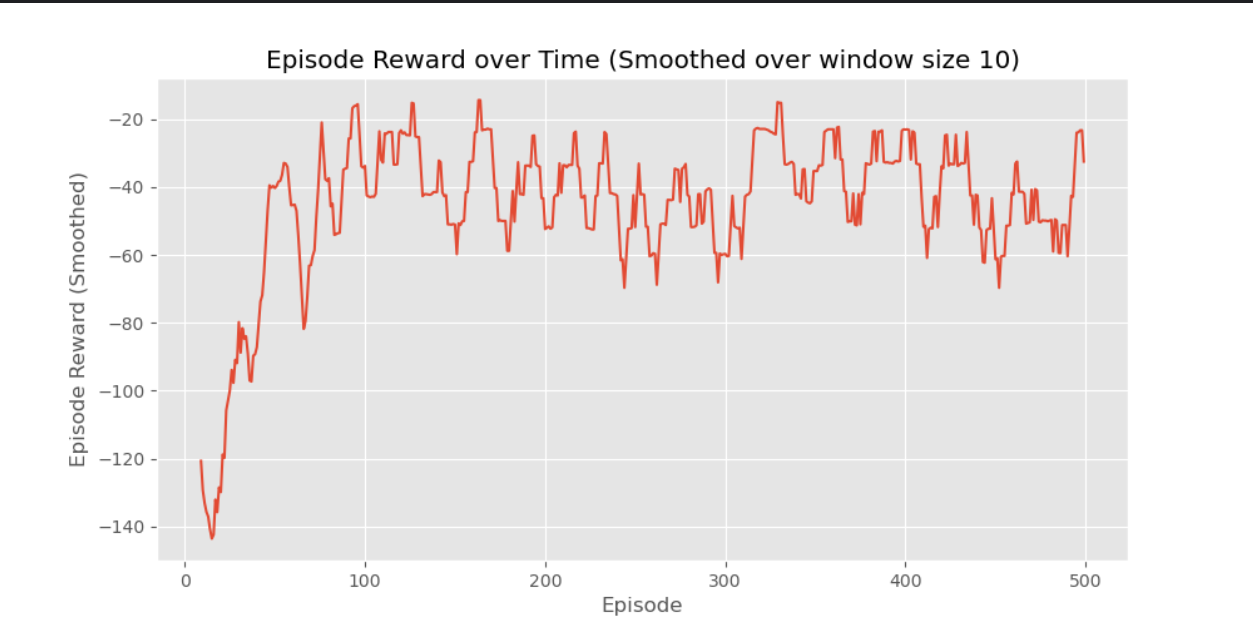 Episode Reward over Time (Smoothed over window size 10)
Episode Reward (Smoothed)
−20
−40
−60
−80
−100
−120
−140
0 100 200 300 400 500
Episode